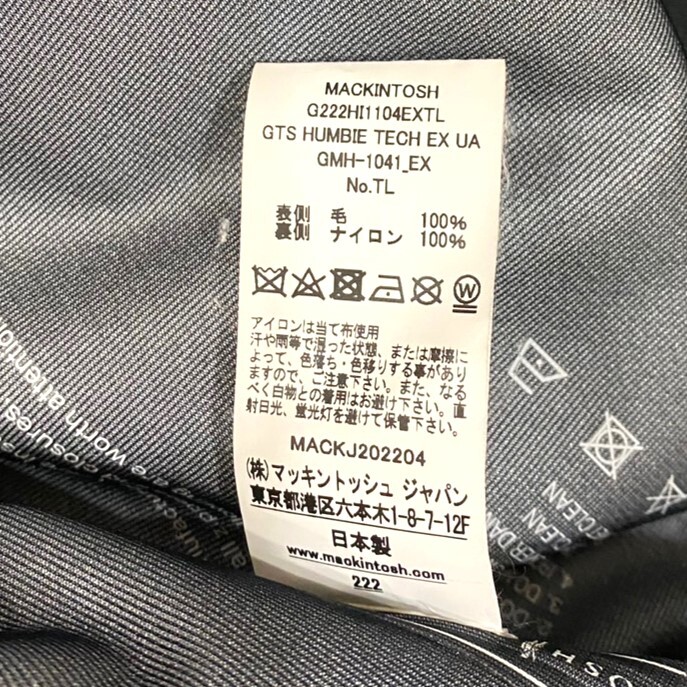 MACKINTOSH
G222HI1104EXTL
GTS HUMBIE TECH EX UA
GMH-1041_EX
No.TL
表側 毛 100%
裏側 ナイロン 100%
W
アイロンは当て布使用
汗や雨等で湿った状態、または摩擦に
よって、色落ち・色移りする事があり
ますので、ご注意下さい。また、なる
べく白物との着用はお避け下さい。直
射日光、蛍光灯を避けて保管下さい。
MACKJ202204
(株)マッキントッシュ ジャパン
東京都港区六本木1-8-7-12F
日本製
www.mackintosh.com
222
are worth attention
CLEAN